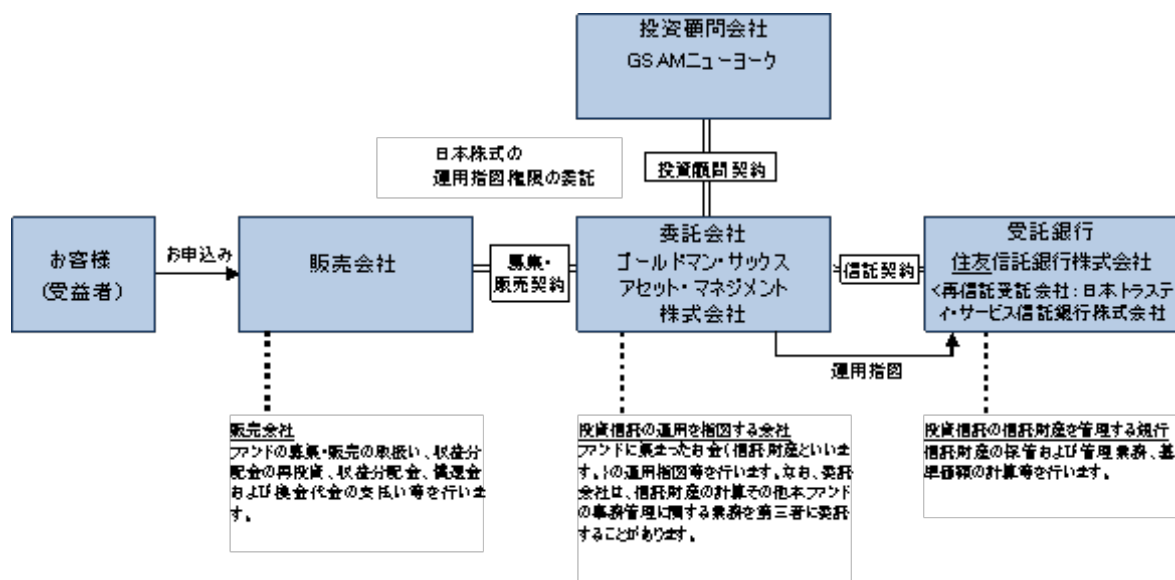 投資顧問会社
GSAMニューヨーク
日本株式の
運用指図権限の委託
投資顧問契約
お客様
(受益者)
お申込み
販売会社
募集・
販売契約
委託会社
ゴールドマン・サックス
アセット・マネジメント
株式会社
信託契約
受託銀行
住友信託銀行株式会社
<再信託受託会社:日本トラステ
ィ・サービス信託銀行株式会社
運用指図
販売会社
ファンドの募集・販売の取扱い、収益分
配金の再投資、収益分配金、償還金
および換金代金の支払い等を行いま
す。
投資信託の運用を指図する会社
ファンドに集まったお金(信託財産といいま
す。)の運用指図等を行います。なお、委託
会社は、信託財産の計算その他本ファンド
の事務管理に関する業務を第三者に委託
することがあります。
投資信託の信託財産を管理する銀行
信託財産の保管および管理業務、基
準価額の計算等を行います。